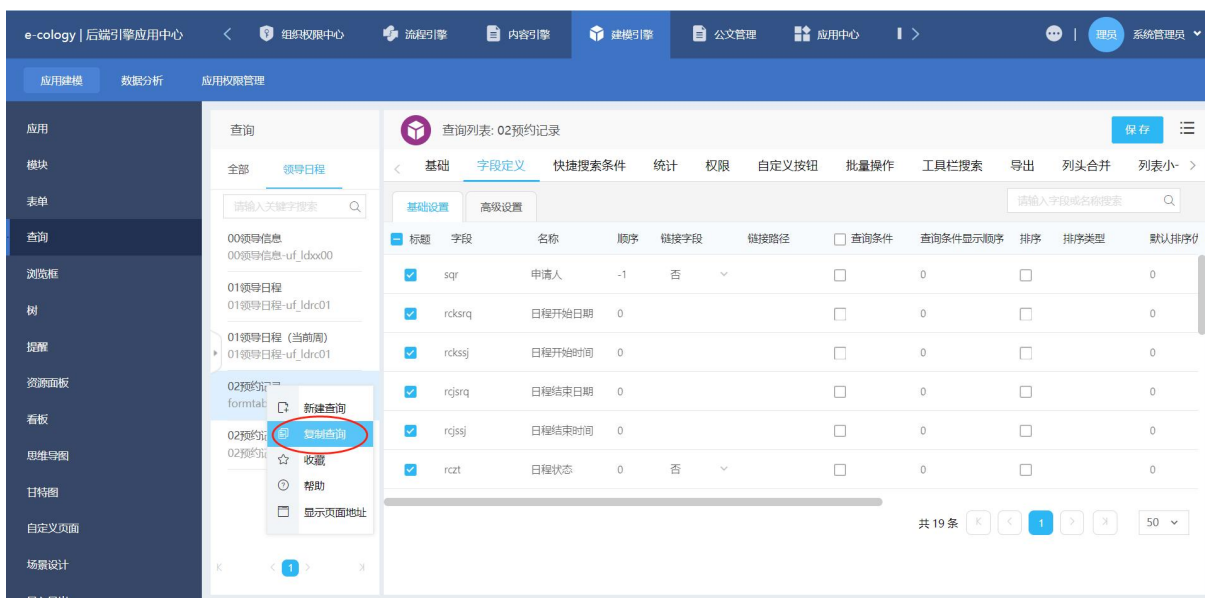 e-cology | 后端引擎应用中心 组织权限中心 流程引擎 内容引擎 建模引擎 公文管理 应用中心 理员 系统管理员
应用建模 数据分析 应用权限管理
应用
模块
表单
查询
浏览框
树
提醒
资源面板
看板
思维导图
甘特图
自定义页面
场景设计
查询
全部 领导日程
请输入关键字搜索
00领导信息
00领导信息-uf_ldxx00
01领导日程
01领导日程-uf_ldrc01
01领导日程（当前周）
01领导日程-uf_ldrc01
02预约记录
formtab
02预约
02预约
新建查询
复制查询
收藏
帮助
显示页面地址
1
查询列表: 02预约记录 保存
基础 字段定义 快捷搜索条件 统计 权限 自定义按钮 批量操作 工具栏搜索 导出 列头合并 列表小-
基础设置 高级设置 请输入字段或名称搜索
标题 字段 名称 顺序 链接字段 链接路径 查询条件 查询条件显示顺序 排序 排序类型 默认排序优
sqr 申请人 -1 否 0 0
rcksrq 日程开始日期 0 0 0
rckssj 日程开始时间 0 0 0
rcjsrq 日程结束日期 0 0 0
rcjssj 日程结束时间 0 0 0
rczt 日程状态 0 否 0 0
共19条 1 50